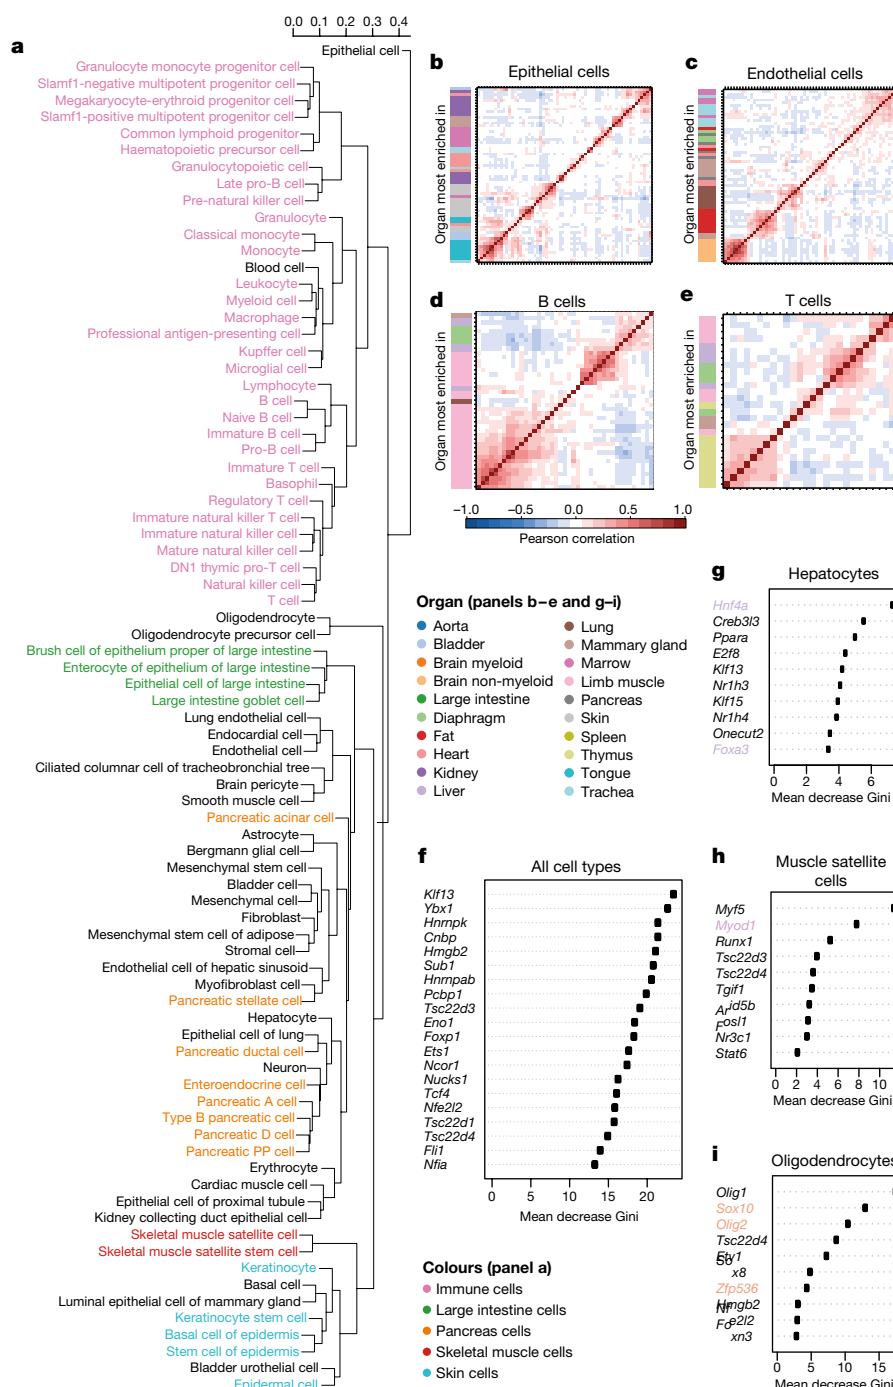 a
0.0 0.1 0.2 0.3 0.4
Epithelial cell
Granulocyte monocyte progenitor cell
Slamf1-negative multipotent progenitor cell
Megakaryocyte-erythroid progenitor cell
Slamf1-positive multipotent progenitor cell
Common lymphoid progenitor
Haematopoietic precursor cell
Granulocytopoietic cell
Late pro-B cell
Pre-natural killer cell
Granulocyte
Classical monocyte
Monocyte
Blood cell
Leukocyte
Myeloid cell
Macrophage
Professional antigen-presenting cell
Kupffer cell
Microglial cell
Lymphocyte
B cell
Naive B cell
Immature B cell
Pro-B cell
Immature T cell
Basophil
Regulatory T cell
Immature natural killer T cell
Immature natural killer cell
Mature natural killer cell
DN1 thymic pro-T cell
Natural killer cell
T cell
Oligodendrocyte
Oligodendrocyte precursor cell
Brush cell of epithelium proper of large intestine
Enterocyte of epithelium of large intestine
Epithelial cell of large intestine
Large intestine goblet cell
Lung endothelial cell
Endocardial cell
Endothelial cell
Ciliated columnar cell of tracheobronchial tree
Brain pericyte
Smooth muscle cell
Pancreatic acinar cell
Astrocyte
Bergmann glial cell
Mesenchymal stem cell
Bladder cell
Mesenchymal cell
Fibroblast
Mesenchymal stem cell of adipose
Stromal cell
Endothelial cell of hepatic sinusoid
Myofibroblast cell
Pancreatic stellate cell
Hepatocyte
Epithelial cell of lung
Pancreatic ductal cell
Neuron
Enteroendocrine cell
Pancreatic A cell
Type B pancreatic cell
Pancreatic D cell
Pancreatic PP cell
Erythrocyte
Cardiac muscle cell
Epithelial cell of proximal tubule
Kidney collecting duct epithelial cell
Skeletal muscle satellite cell
Skeletal muscle satellite stem cell
Keratinocyte
Basal cell
Luminal epithelial cell of mammary gland
Keratinocyte stem cell
Basal cell of epidermis
Stem cell of epidermis
Bladder urothelial cell
Epidermal cell
b
Epithelial cells
Organ most enriched in
c
Endothelial cells
Organ most enriched in
d
B cells
Organ most enriched in
e
T cells
Organ most enriched in
−1.0 −0.5 0.0 0.5 1.0
Pearson correlation
Organ (panels b–e and g–i)
Aorta
Bladder
Brain myeloid
Brain non-myeloid
Large intestine
Diaphragm
Fat
Heart
Kidney
Liver
Lung
Mammary gland
Marrow
Limb muscle
Pancreas
Skin
Spleen
Thymus
Tongue
Trachea
f
All cell types
Klf13
Ybx1
Hnrnpk
Cnbp
Hmgb2
Sub1
Hnrnpab
Pcbp1
Tsc22d3
Eno1
Foxp1
Ets1
Ncor1
Nucks1
Tcf4
Nfe2l2
Tsc22d1
Tsc22d4
Fli1
Nfia
0 5 10 15 20
Mean decrease Gini
Colours (panel a)
Immune cells
Large intestine cells
Pancreas cells
Skeletal muscle cells
Skin cells
g
Hepatocytes
Hnf4a
Creb3l3
Ppara
E2f8
Klf13
Nr1h3
Klf15
Nr1h4
Onecut2
Foxa3
0 2 4 6
Mean decrease Gini
h
Muscle satellite
cells
Myf5
Myod1
Runx1
Tsc22d3
Tsc22d4
Tgif1
Arid5b
Fosl1
Nr3c1
Stat6
0 2 4 6 8 10
Mean decrease Gini
i
Oligodendrocytes
Olig1
Sox10
Olig2
Tsc22d4
Etv1
Sox8
Zfp536
Hmgb2
Nfe2l2
Foxn3
0 5 10 15
Mean decrease Gini